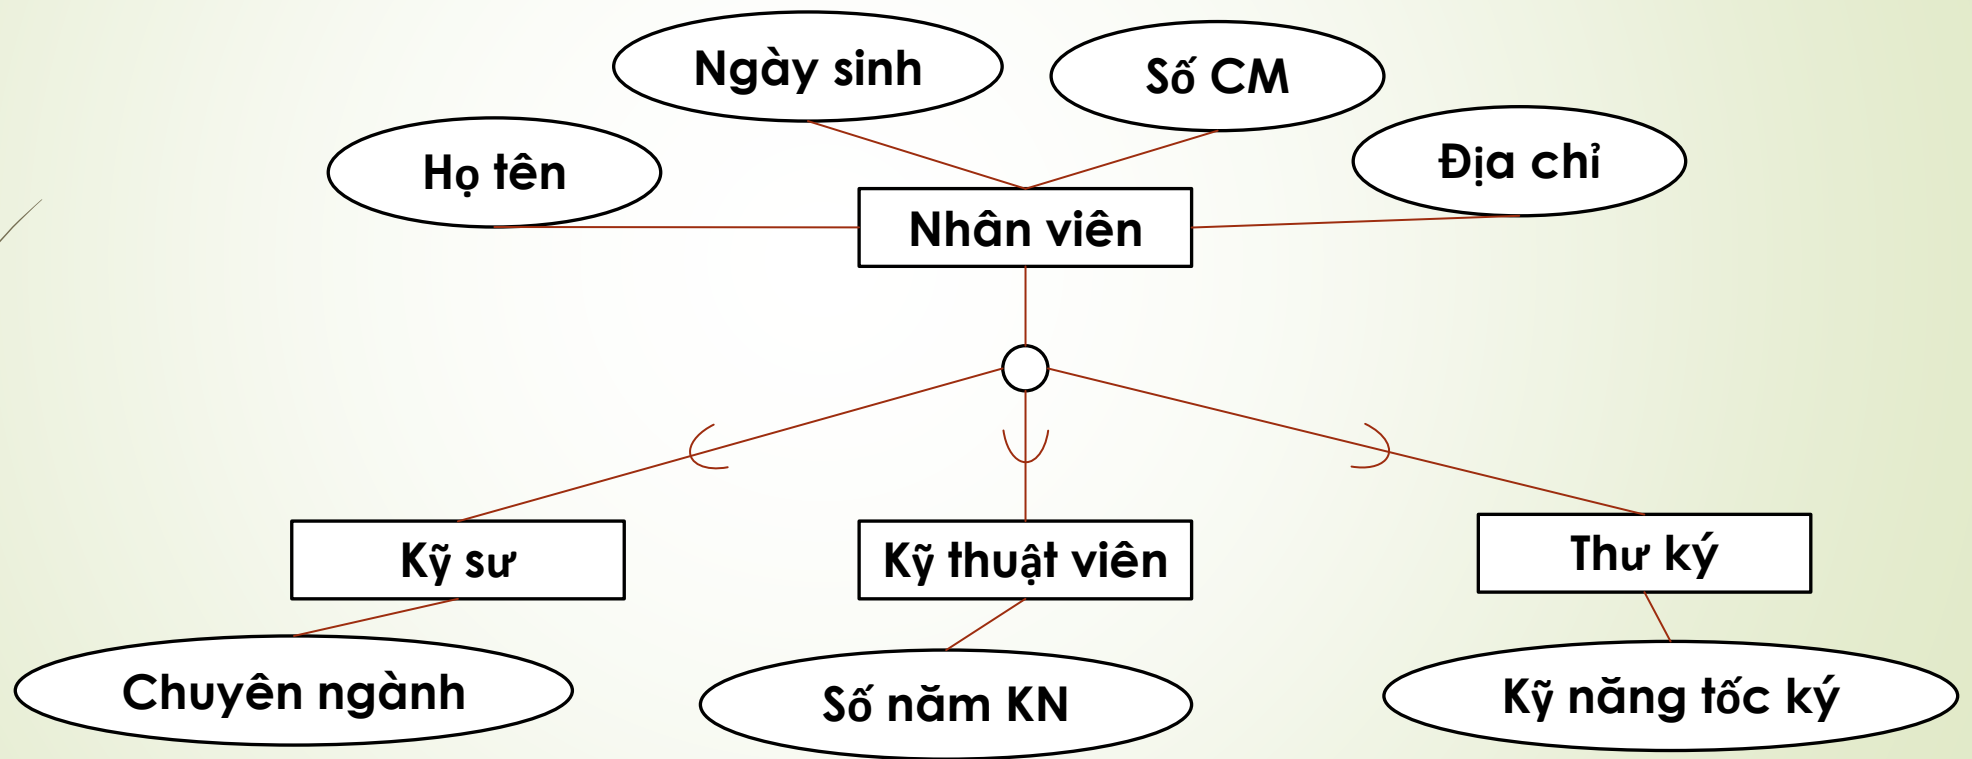 Ngày sinh
Số CM
Họ tên
Địa chỉ
Nhân viên
Kỹ sư
Kỹ thuật viên
Thư ký
Chuyên ngành
Số năm KN
Kỹ năng tốc ký